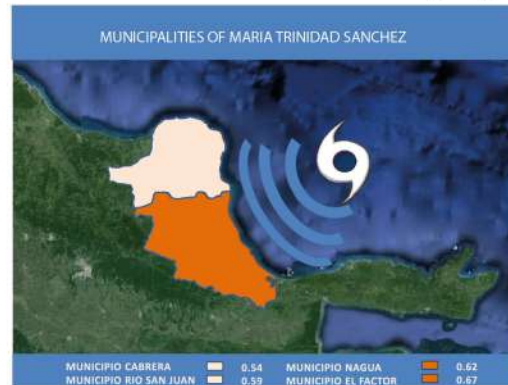 MUNICIPALITIES OF MARIA TRINIDAD SANCHEZ
MUNICIPIO CABRERA 0.54 MUNICIPIO NAGUA 0.62
MUNICIPIO RIO SAN JUAN 0.59 MUNICIPIO EL FACTOR 0.67